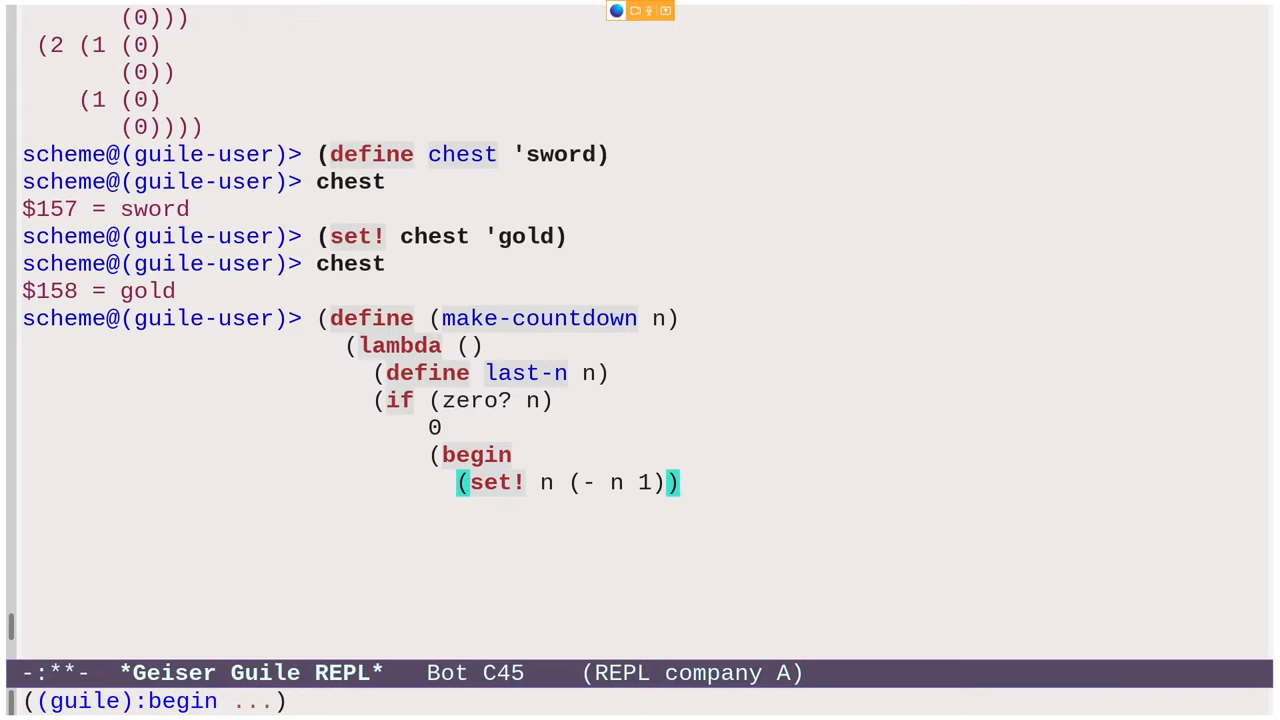 (0)))
(2 (1 (0)
(0))
(1 (0)
(0))))
scheme@(guile-user)> (define chest 'sword)
scheme@(guile-user)> chest
$157 = sword
scheme@(guile-user)> (set! chest 'gold)
scheme@(guile-user)> chest
$158 = gold
scheme@(guile-user)> (define (make-countdown n)
(lambda ()
(define last-n n)
(if (zero? n)
0
(begin
(set! n (- n 1))
-:**- *Geiser Guile REPL* Bot C45 (REPL company A)
((guile):begin ...)